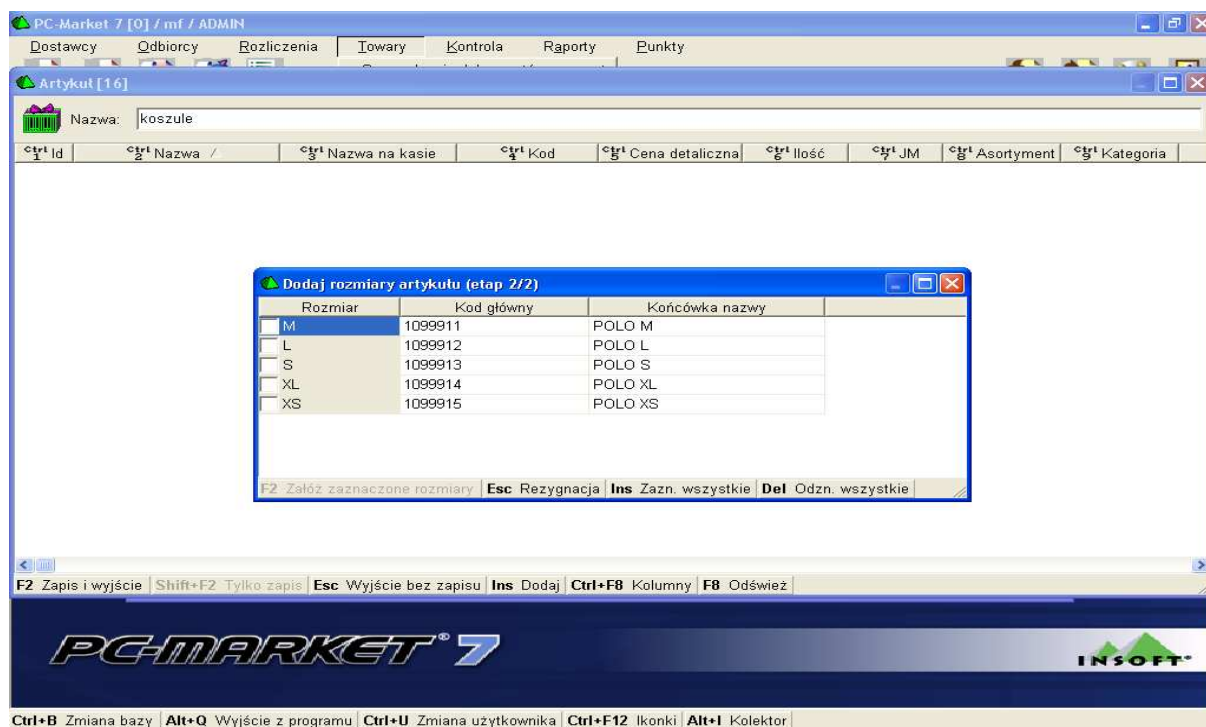 PC-Market 7 [0] / mf / ADMIN
Dostawcy Odbiorcy Rozliczenia Towary Kontrola Raporty Punkty
Artykuł [16]
Nazwa: koszule
Ctrl 1 Id Ctrl 2 Nazwa / Ctrl 3 Nazwa na kasie Ctrl 4 Kod Ctrl 5 Cena detaliczna Ctrl 6 Ilość Ctrl 7 JM Ctrl 8 Asortyment Ctrl 9 Kategoria
Dodaj rozmiary artykułu (etap 2/2)
Rozmiar Kod główny Końcówka nazwy
M 1099911 POLO M
L 1099912 POLO L
S 1099913 POLO S
XL 1099914 POLO XL
XS 1099915 POLO XS
F2 Załóż zaznaczone rozmiary Esc Rezygnacja Ins Zazn. wszystkie Del Odzn. wszystkie
F2 Zapis i wyjście Shift+F2 Tylko zapis Esc Wyjście bez zapisu Ins Dodaj Ctrl+F8 Kolumny F8 Odśwież
PC-MARKET® 7
INSOFT
Ctrl+B Zmiana bazy Alt+Q Wyjście z programu Ctrl+U Zmiana użytkownika Ctrl+F12 Ikonki Alt+I Kolektor